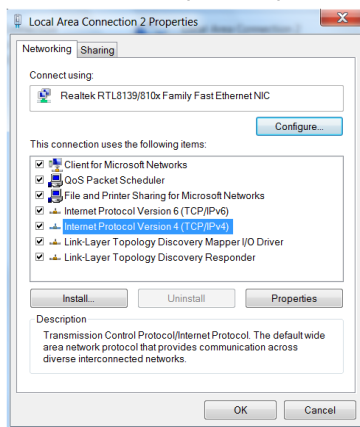 Local Area Connection 2 Properties
Networking
Sharing
Connect using:
Realtek RTL8139/810x Family Fast Ethernet NIC
Configure...
This connection uses the following items:
Client for Microsoft Networks
QoS Packet Scheduler
File and Printer Sharing for Microsoft Networks
Internet Protocol Version 6 (TCP/IPv6)
Internet Protocol Version 4 (TCP/IPv4)
Link-Layer Topology Discovery Mapper I/O Driver
Link-Layer Topology Discovery Responder
Install...
Uninstall
Properties
Description
Transmission Control Protocol/Internet Protocol. The default wide
area network protocol that provides communication across
diverse interconnected networks.
OK
Cancel